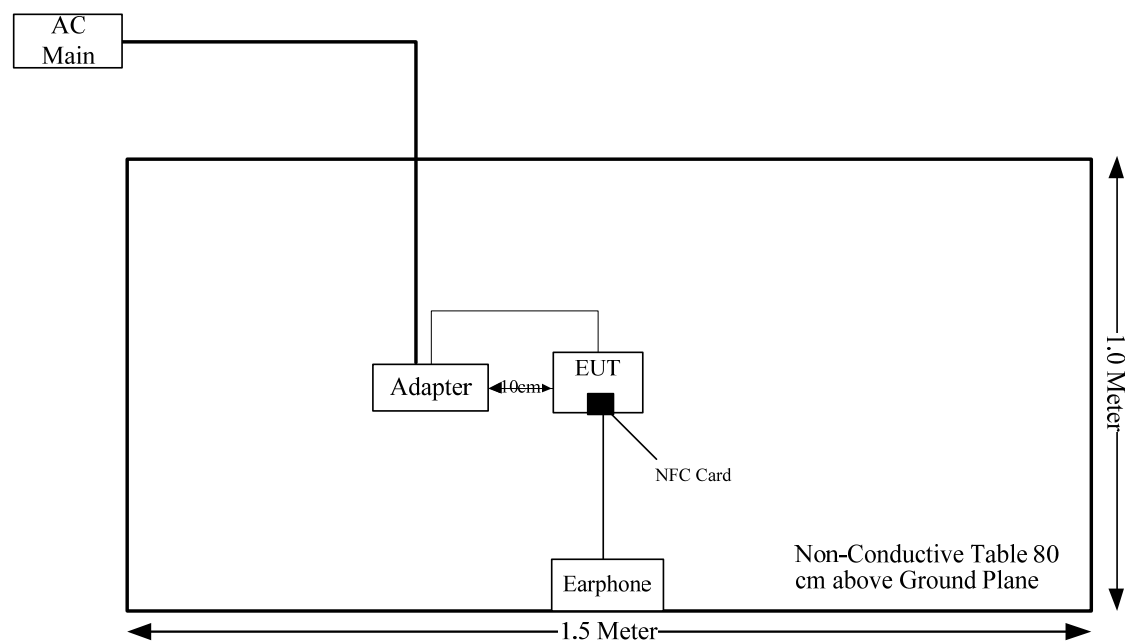 AC
Main
EUT
Adapter
10cm
1.0 Meter
NFC Card
Non-Conductive Table 80
cm above Ground Plane
Earphone
1.5 Meter